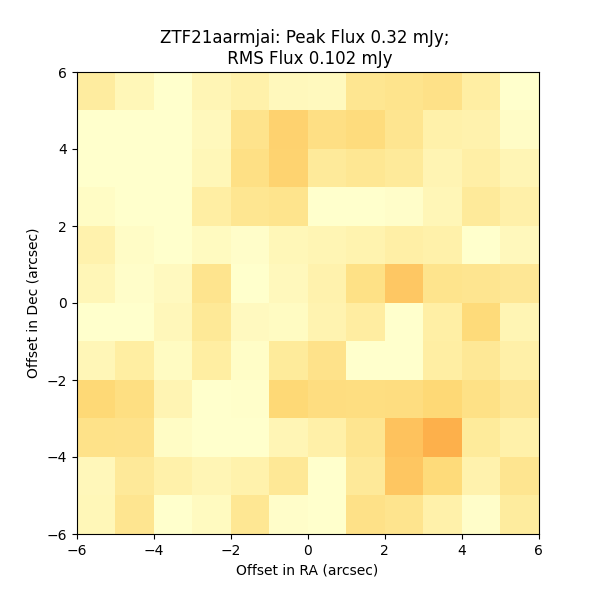 ZTF21aarmjai: Peak Flux 0.32 mJy;
RMS Flux 0.102 mJy
6
4
2
0
−2
−4
−6
Offset in Dec (arcsec)
−6 −4 −2 0 2 4 6
Offset in RA (arcsec)